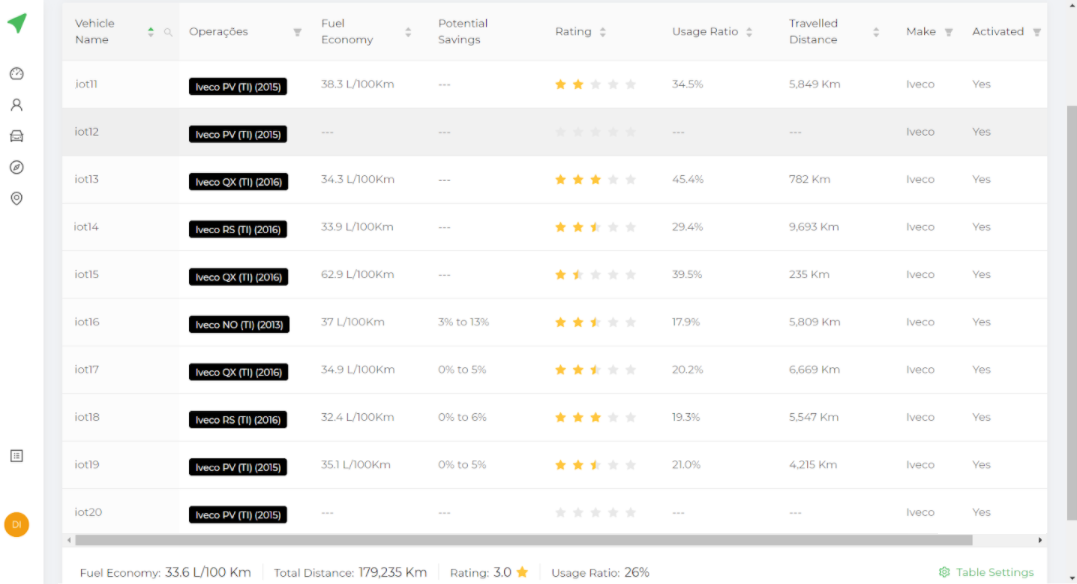 Vehicle Name Operações Fuel Economy Potential Savings Rating Usage Ratio Travelled Distance Make Activated
iot11 Iveco PV (TI) (2015) 38.3 L/100Km --- 34.5% 5,849 Km Iveco Yes
iot12 Iveco PV (TI) (2015) --- --- --- --- Iveco Yes
iot13 Iveco QX (TI) (2016) 34.3 L/100Km --- 45.4% 782 Km Iveco Yes
iot14 Iveco RS (TI) (2016) 33.9 L/100Km --- 29.4% 9,693 Km Iveco Yes
iot15 Iveco QX (TI) (2016) 62.9 L/100Km --- 39.5% 235 Km Iveco Yes
iot16 Iveco NO (TI) (2013) 37 L/100Km 3% to 13% 17.9% 5,809 Km Iveco Yes
iot17 Iveco QX (TI) (2016) 34.9 L/100Km 0% to 5% 20.2% 6,669 Km Iveco Yes
iot18 Iveco RS (TI) (2016) 32.4 L/100Km 0% to 6% 19.3% 5,547 Km Iveco Yes
iot19 Iveco PV (TI) (2015) 35.1 L/100Km 0% to 5% 21.0% 4,215 Km Iveco Yes
iot20 Iveco PV (TI) (2015) --- --- --- --- Iveco Yes
DI
Fuel Economy: 33.6 L/100 Km Total Distance: 179,235 Km Rating: 3.0 Usage Ratio: 26% Table Settings